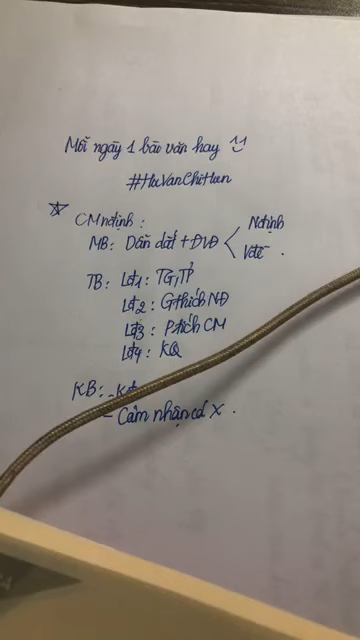 Mỗi ngày 1 bài văn hay
#HaVanChiHan
CM nđịnh :
Nđịnh
MB: Dẫn dắt + ĐVĐ
Vđề .
TB: Lđ1 : TG, TP
Lđ2 : Gthích NĐ
Lđ3 : Ptích CM
Lđ4 : KQ
KB: - 
- Cảm nhận cá X .